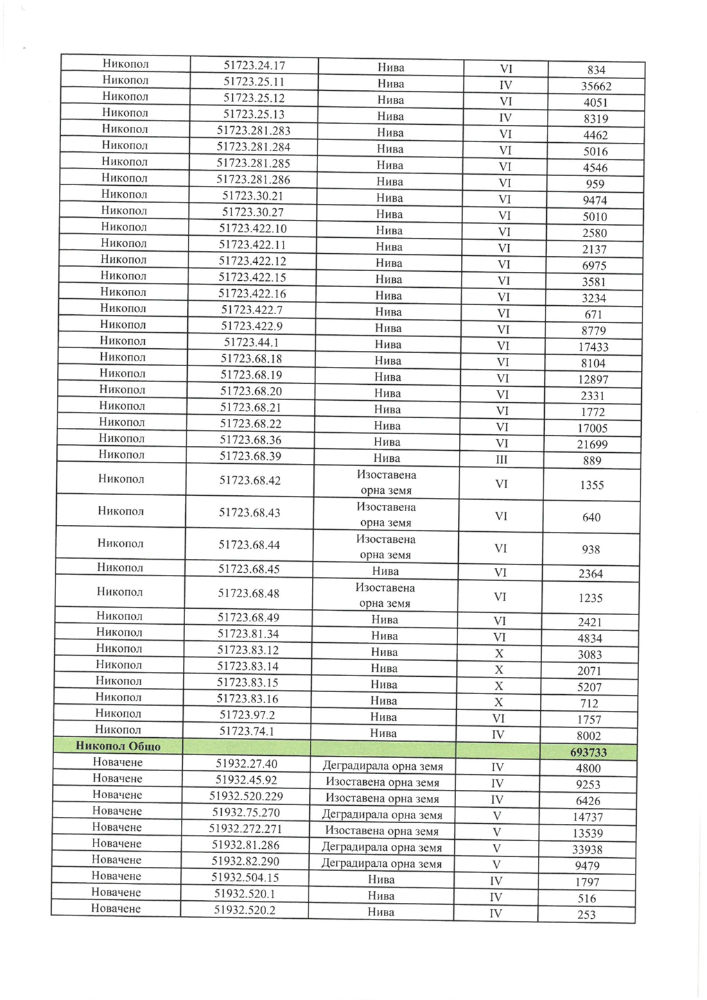 Никопол 51723.24.17 Нива VI 834
Никопол 51723.25.11 Нива IV 35662
Никопол 51723.25.12 Нива VI 4051
Никопол 51723.25.13 Нива IV 8319
Никопол 51723.281.283 Нива VI 4462
Никопол 51723.281.284 Нива VI 5016
Никопол 51723.281.285 Нива VI 4546
Никопол 51723.281.286 Нива VI 959
Никопол 51723.30.21 Нива VI 9474
Никопол 51723.30.27 Нива VI 5010
Никопол 51723.422.10 Нива VI 2580
Никопол 51723.422.11 Нива VI 2137
Никопол 51723.422.12 Нива VI 6975
Никопол 51723.422.15 Нива VI 3581
Никопол 51723.422.16 Нива VI 3234
Никопол 51723.422.7 Нива VI 671
Никопол 51723.422.9 Нива VI 8779
Никопол 51723.44.1 Нива VI 17433
Никопол 51723.68.18 Нива VI 8104
Никопол 51723.68.19 Нива VI 12897
Никопол 51723.68.20 Нива VI 2331
Никопол 51723.68.21 Нива VI 1772
Никопол 51723.68.22 Нива VI 17005
Никопол 51723.68.36 Нива VI 21699
Никопол 51723.68.39 Нива III 889
Никопол 51723.68.42 Изоставена
орна земя VI 1355
Никопол 51723.68.43 Изоставена
орна земя VI 640
Никопол 51723.68.44 Изоставена
орна земя VI 938
Никопол 51723.68.45 Нива VI 2364
Никопол 51723.68.48 Изоставена
орна земя VI 1235
Никопол 51723.68.49 Нива VI 2421
Никопол 51723.81.34 Нива VI 4834
Никопол 51723.83.12 Нива X 3083
Никопол 51723.83.14 Нива X 2071
Никопол 51723.83.15 Нива X 5207
Никопол 51723.83.16 Нива X 712
Никопол 51723.97.2 Нива VI 1757
Никопол 51723.74.1 Нива IV 8002
Никопол Общо 693733
Новачене 51932.27.40 Деградирала орна земя IV 4800
Новачене 51932.45.92 Изоставена орна земя IV 9253
Новачене 51932.520.229 Изоставена орна земя IV 6426
Новачене 51932.75.270 Деградирала орна земя V 14737
Новачене 51932.272.271 Изоставена орна земя V 13539
Новачене 51932.81.286 Деградирала орна земя V 33938
Новачене 51932.82.290 Деградирала орна земя V 9479
Новачене 51932.504.15 Нива IV 1797
Новачене 51932.520.1 Нива IV 516
Новачене 51932.520.2 Нива IV 253